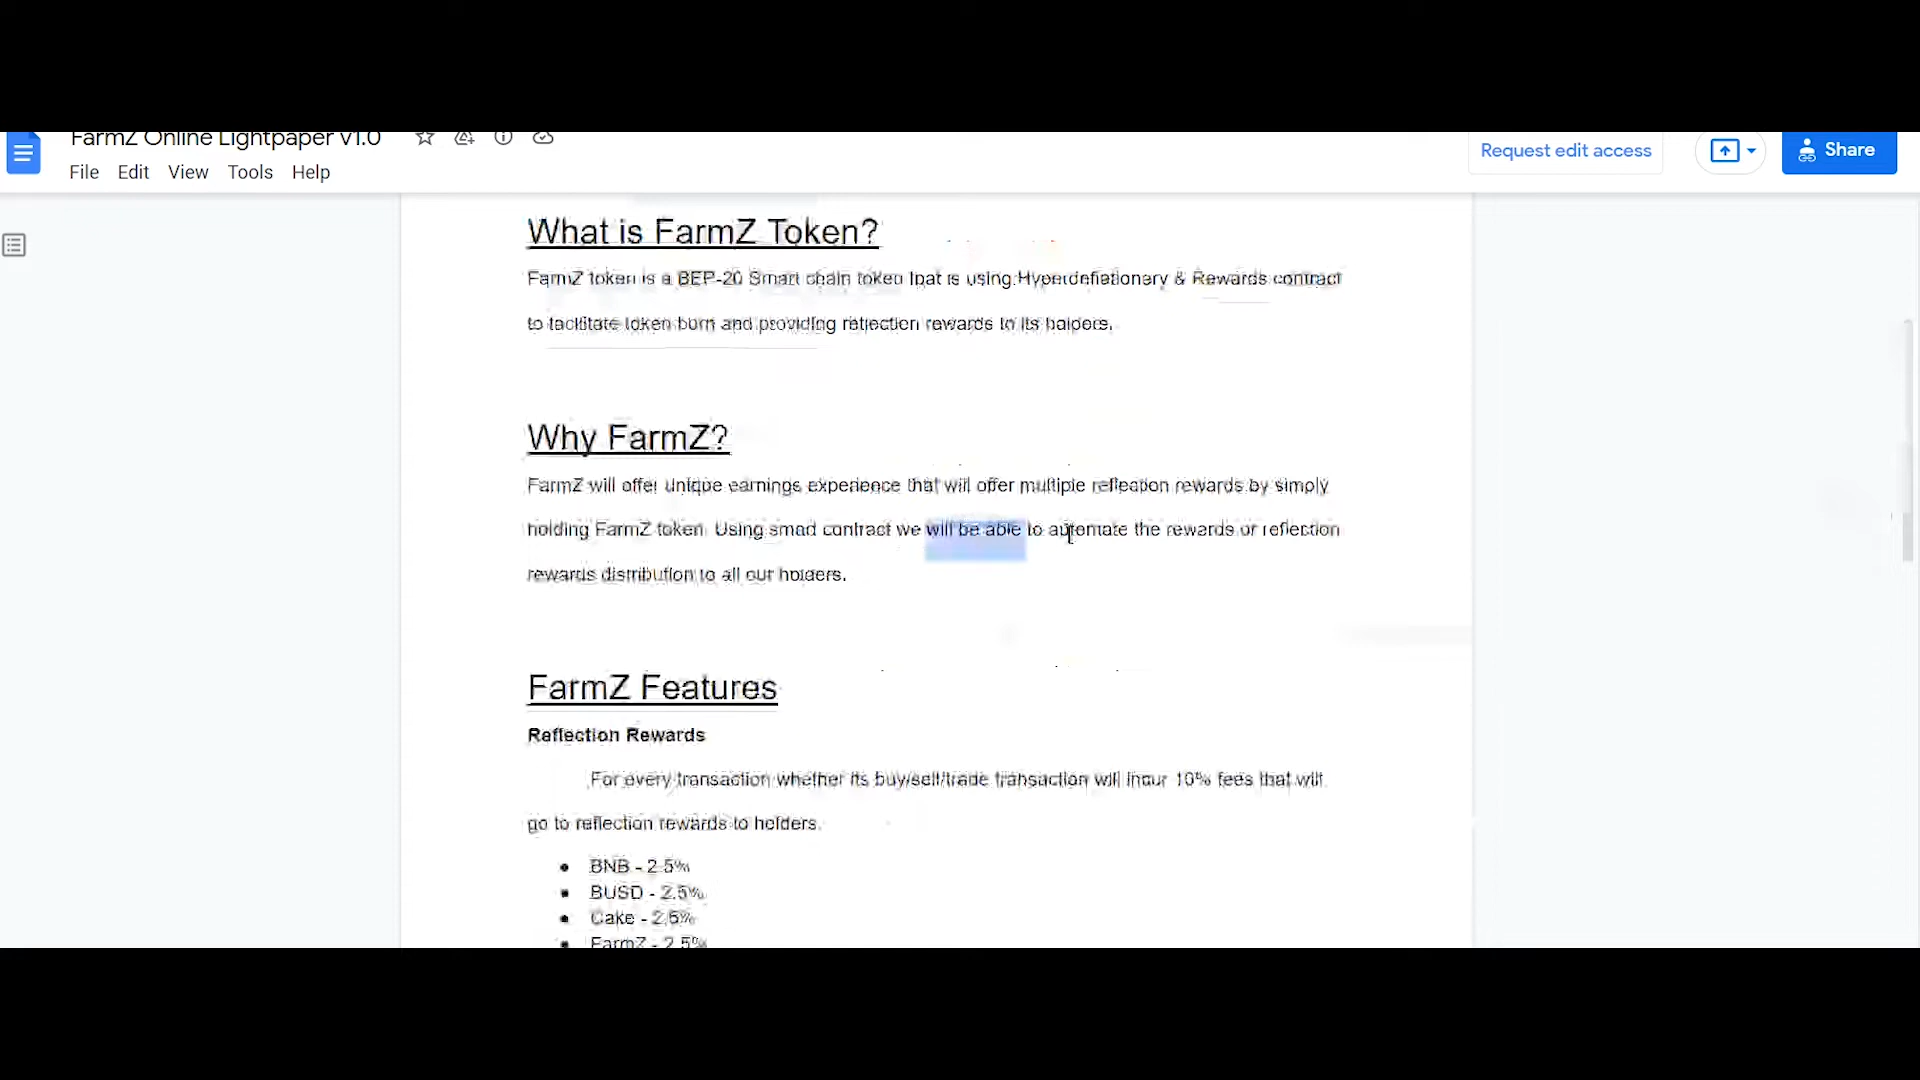 FarmZ Online Lightpaper v1.0
File Edit View Tools Help
Request edit access
Share
What is FarmZ Token?
FarmZ token is a BEP-20 Smart chain token that is using Hyperdeflationary & Rewards contract
to facilitate token burn and providing reflection rewards to its holders.
Why FarmZ?
FarmZ will offer unique earnings experience that will offer multiple reflection rewards by simply
holding FarmZ token. Using smart contract we will be able to automate the rewards or reflection
rewards distribution to all our holders.
FarmZ Features
Reflection Rewards
For every transaction whether its buy/sell/trade transaction will incur 10% fees that will
go to reflection rewards to holders.
BNB - 2.5%
BUSD - 2.5%
Cake - 2.5%
FarmZ - 2.5%